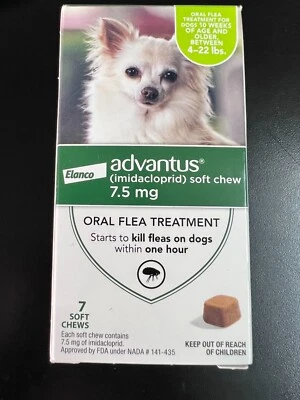 ORAL FLEA
TREATMENT FOR
DOGS 10 WEEKS
OF AGE AND
OLDER,
BETWEEN
4–22 lbs.
Elanco
advantus®
(imidacloprid) soft chew
7.5 mg
ORAL FLEA TREATMENT
Starts to kill fleas on dogs
within one hour
7
SOFT
CHEWS
Each soft chew contains
7.5 mg of imidacloprid.
Approved by FDA under NADA # 141-435
KEEP OUT OF REACH
OF CHILDREN